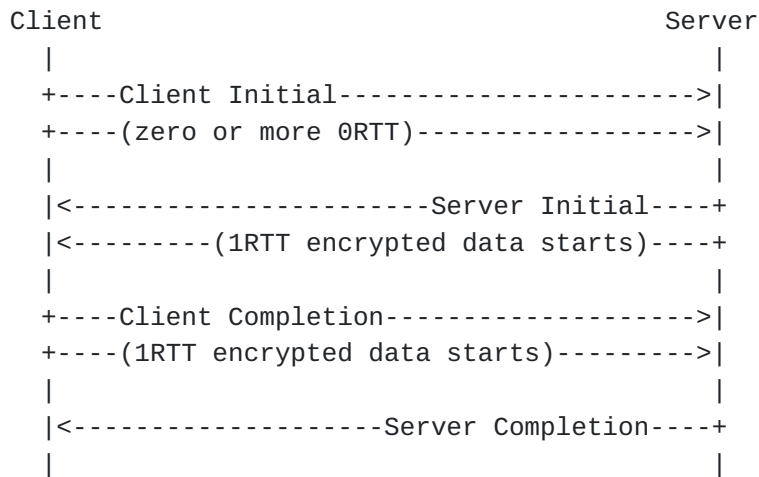 Client                                    Server
  |                                           |
  +----Client Initial----------------------->|
  +----(zero or more 0RTT)------------------>|
  |                                           |
  |<-----------------------Server Initial----+
  |<---------(1RTT encrypted data starts)----+
  |                                           |
  +----Client Completion-------------------->|
  +----(1RTT encrypted data starts)--------->|
  |                                           |
  |<--------------------Server Completion----+
  |                                           |